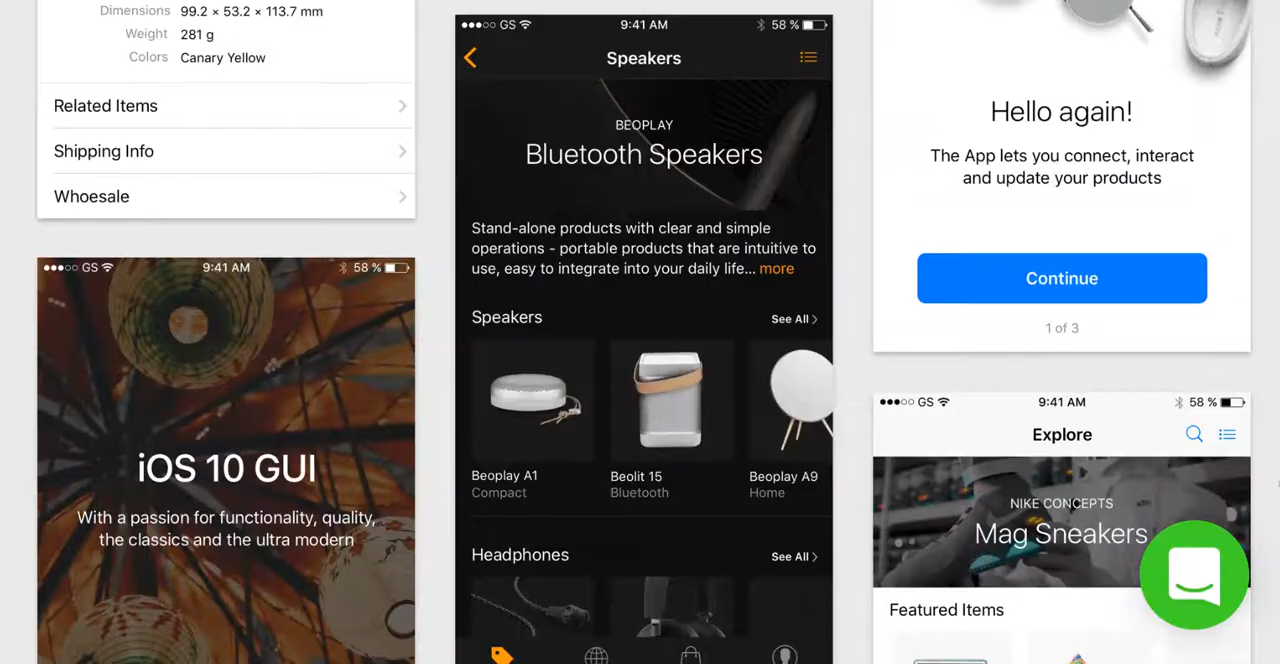 Dimensions 99.2 × 53.2 × 113.7 mm
Weight 281 g
Colors Canary Yellow
Related Items
Shipping Info
Whoesale
GS 9:41 AM 58 %
iOS 10 GUI
With a passion for functionality, quality,
the classics and the ultra modern
GS 9:41 AM 58 %
Speakers
BEOPLAY
Bluetooth Speakers
Stand-alone products with clear and simple
operations - portable products that are intuitive to
use, easy to integrate into your daily life... more
Speakers See All
Beoplay A1 Beolit 15 Beoplay A9
Compact Bluetooth Home
Headphones See All
Hello again!
The App lets you connect, interact
and update your products
Continue
1 of 3
GS 9:41 AM 58 %
Explore
NIKE CONCEPTS
Mag Sneakers
Featured Items